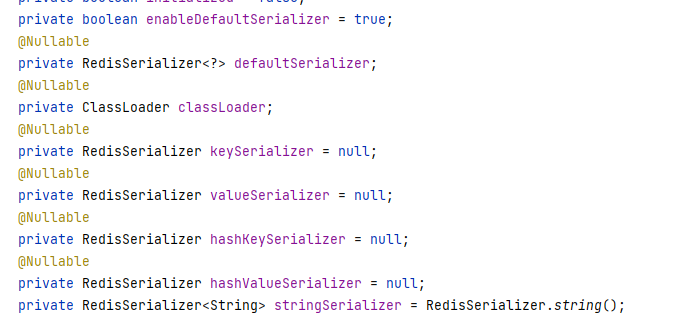 private boolean initialized = false;
private boolean enableDefaultSerializer = true;
@Nullable
private RedisSerializer<?> defaultSerializer;
@Nullable
private ClassLoader classLoader;
@Nullable
private RedisSerializer keySerializer = null;
@Nullable
private RedisSerializer valueSerializer = null;
@Nullable
private RedisSerializer hashKeySerializer = null;
@Nullable
private RedisSerializer hashValueSerializer = null;
private RedisSerializer<String> stringSerializer = RedisSerializer.string();